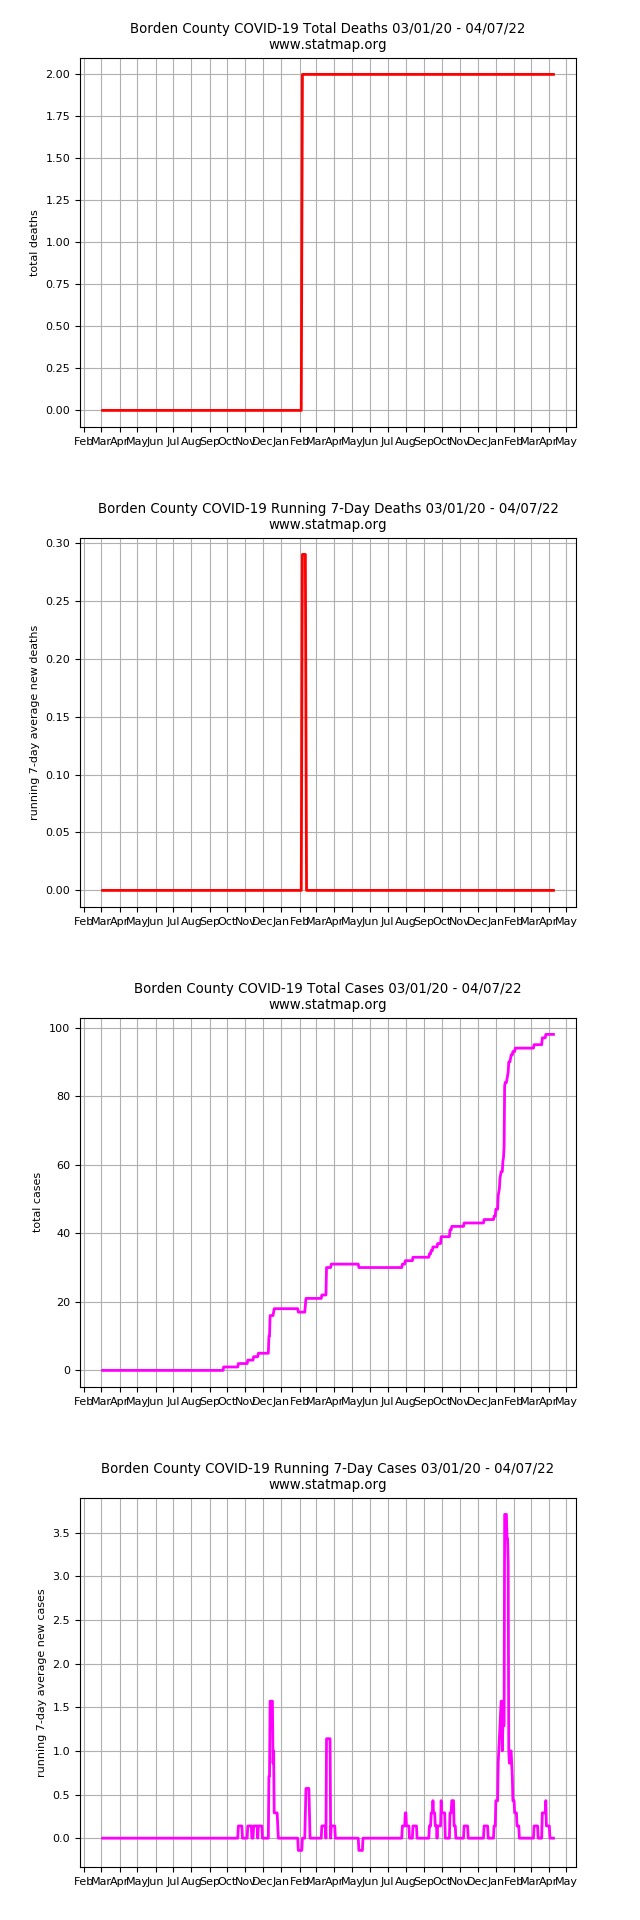 Borden County COVID-19 Total Deaths 03/01/20 - 04/07/22
www.statmap.org
2.00
1.75
1.50
1.25
1.00
0.75
0.50
0.25
0.00
total deaths
Feb Mar Apr May Jun Jul Aug Sep Oct Nov Dec Jan Feb Mar Apr May Jun Jul Aug Sep Oct Nov Dec Jan Feb Mar Apr May
Borden County COVID-19 Running 7-Day Deaths 03/01/20 - 04/07/22
www.statmap.org
0.30
0.25
0.20
0.15
0.10
0.05
0.00
running 7-day average new deaths
Feb Mar Apr May Jun Jul Aug Sep Oct Nov Dec Jan Feb Mar Apr May Jun Jul Aug Sep Oct Nov Dec Jan Feb Mar Apr May
Borden County COVID-19 Total Cases 03/01/20 - 04/07/22
www.statmap.org
100
80
60
40
20
0
total cases
Feb Mar Apr May Jun Jul Aug Sep Oct Nov Dec Jan Feb Mar Apr May Jun Jul Aug Sep Oct Nov Dec Jan Feb Mar Apr May
Borden County COVID-19 Running 7-Day Cases 03/01/20 - 04/07/22
www.statmap.org
3.5
3.0
2.5
2.0
1.5
1.0
0.5
0.0
running 7-day average new cases
Feb Mar Apr May Jun Jul Aug Sep Oct Nov Dec Jan Feb Mar Apr May Jun Jul Aug Sep Oct Nov Dec Jan Feb Mar Apr May